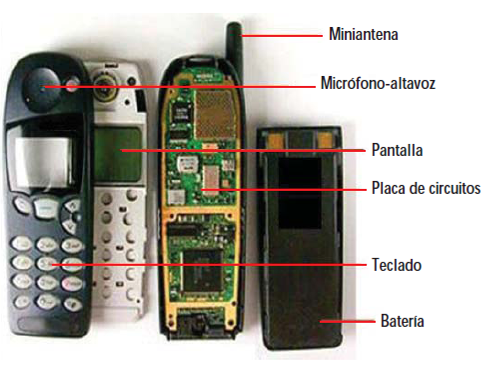 Miniantena
Micrófono-altavoz
Pantalla
Placa de circuitos
Teclado
Batería